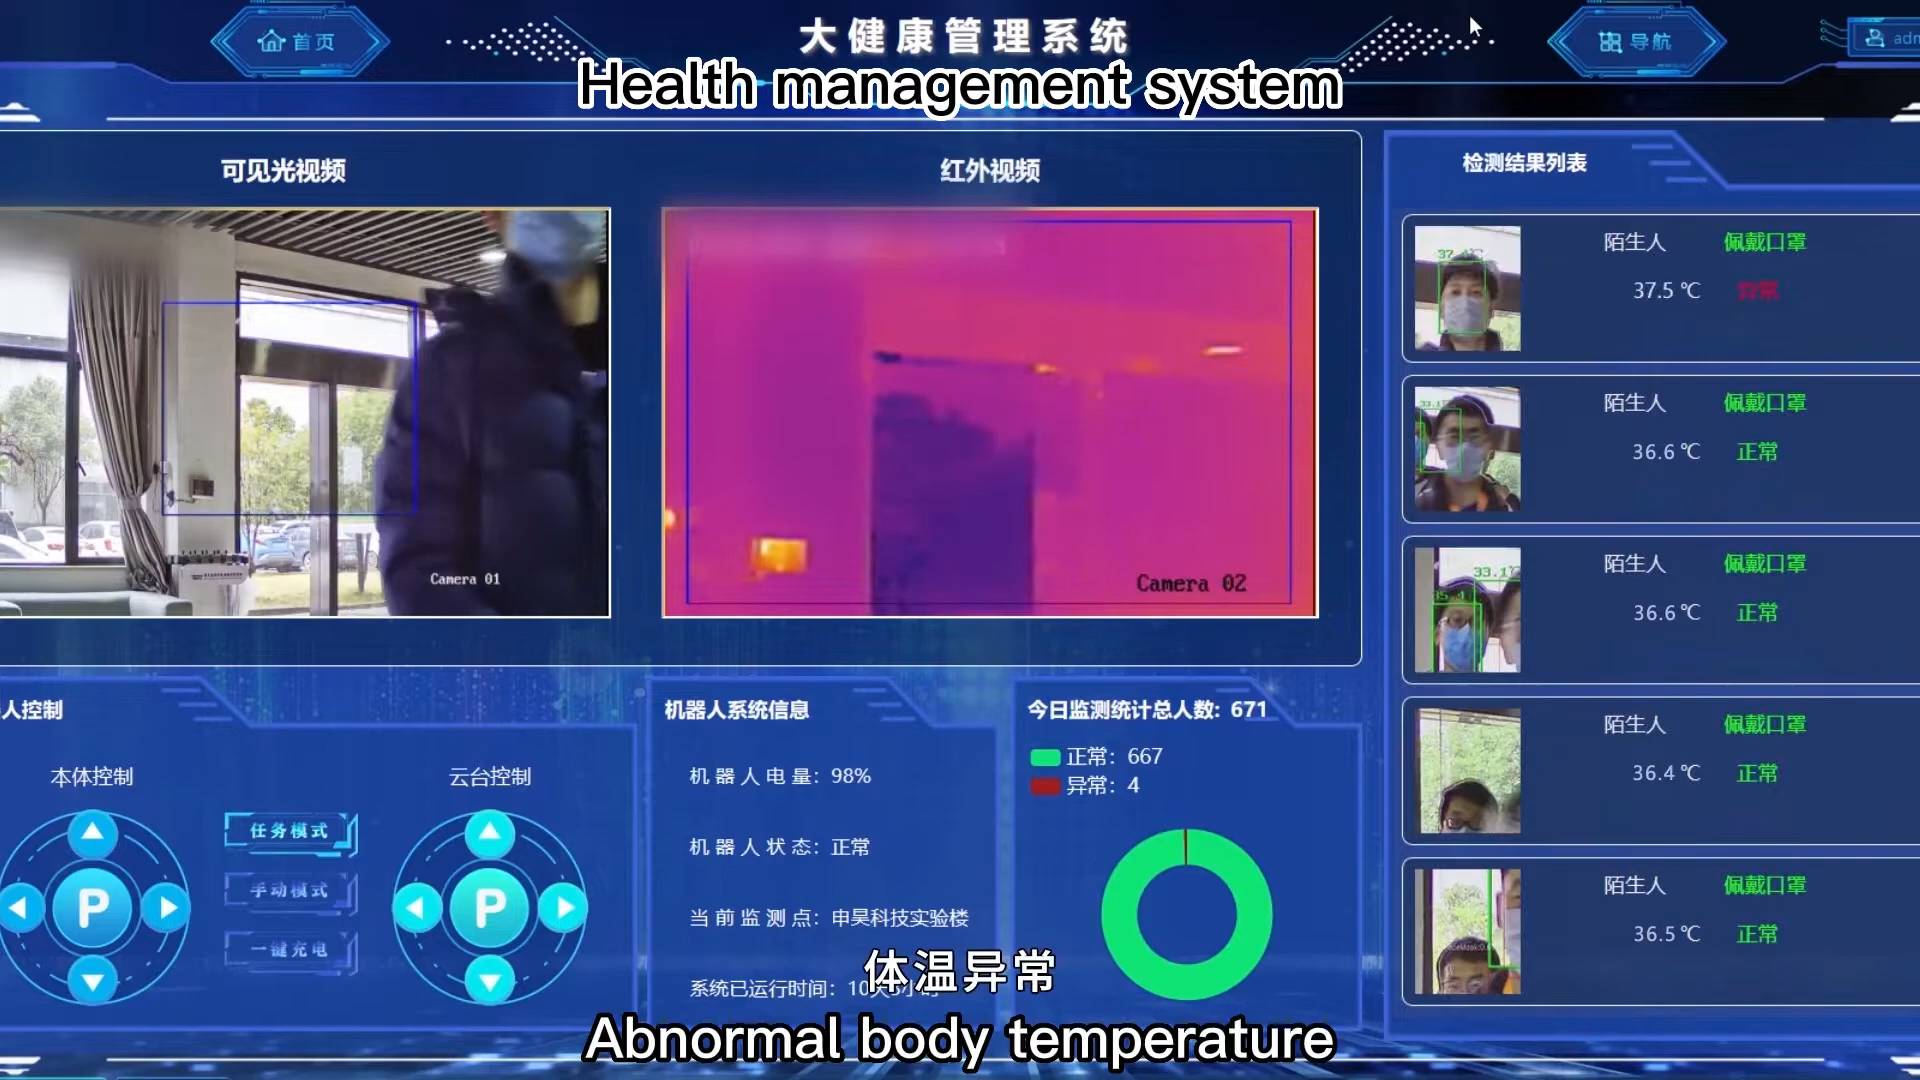 首页
大健康管理系统
导航
adm
Health management system
可见光视频
红外视频
检测结果列表
Camera 01
Camera 02
陌生人 佩戴口罩
37.5 ℃ 异常
陌生人 佩戴口罩
36.6 ℃ 正常
33.1
陌生人 佩戴口罩
36.6 ℃ 正常
陌生人 佩戴口罩
36.4 ℃ 正常
陌生人 佩戴口罩
36.5 ℃ 正常
人控制
本体控制
云台控制
任务模式
手动模式
一键充电
P
P
机器人系统信息
机器人电量：98%
机器人状态：正常
当前监测点：申昊科技实验楼
系统已运行时间：10天
今日监测统计总人数：671
正常：667
异常：4
体温异常
Abnormal body temperature